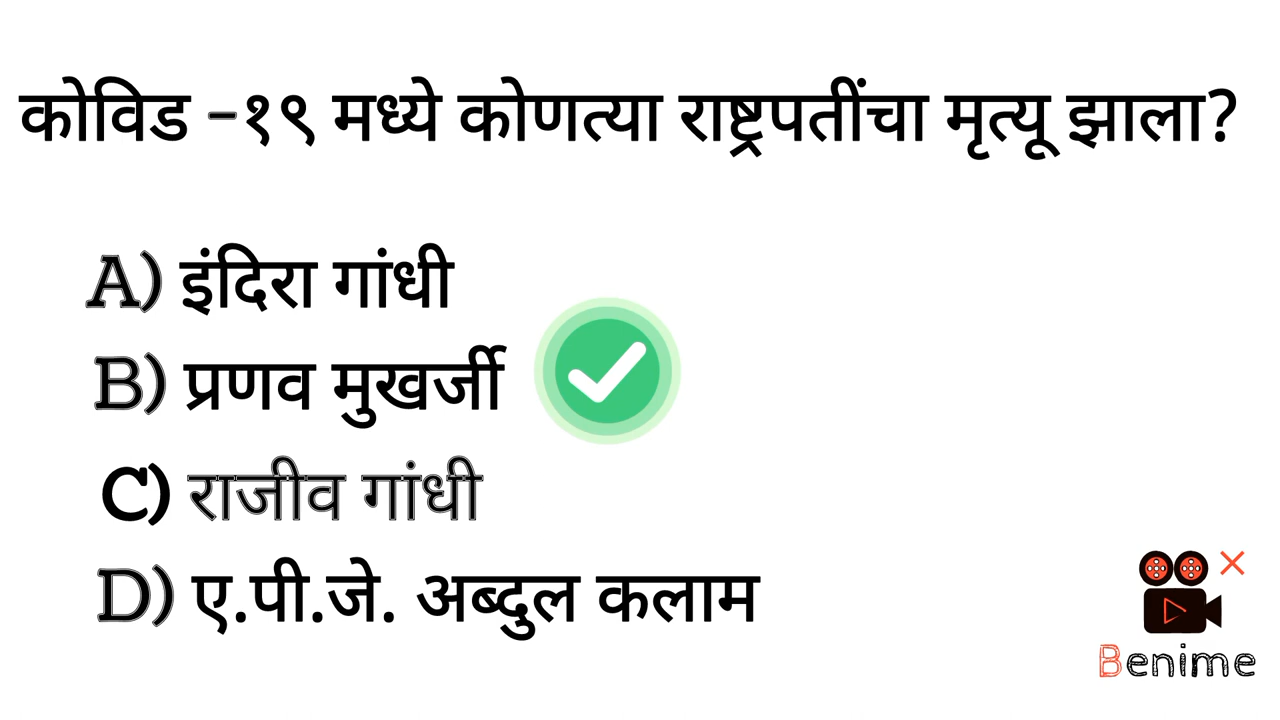 कोविड -१९ मध्ये कोणत्या राष्ट्रपतींचा मृत्यू झाला?
A) इंदिरा गांधी
B) प्रणव मुखर्जी
C) राजीव गांधी
D) ए.पी.जे. अब्दुल कलाम
Benime